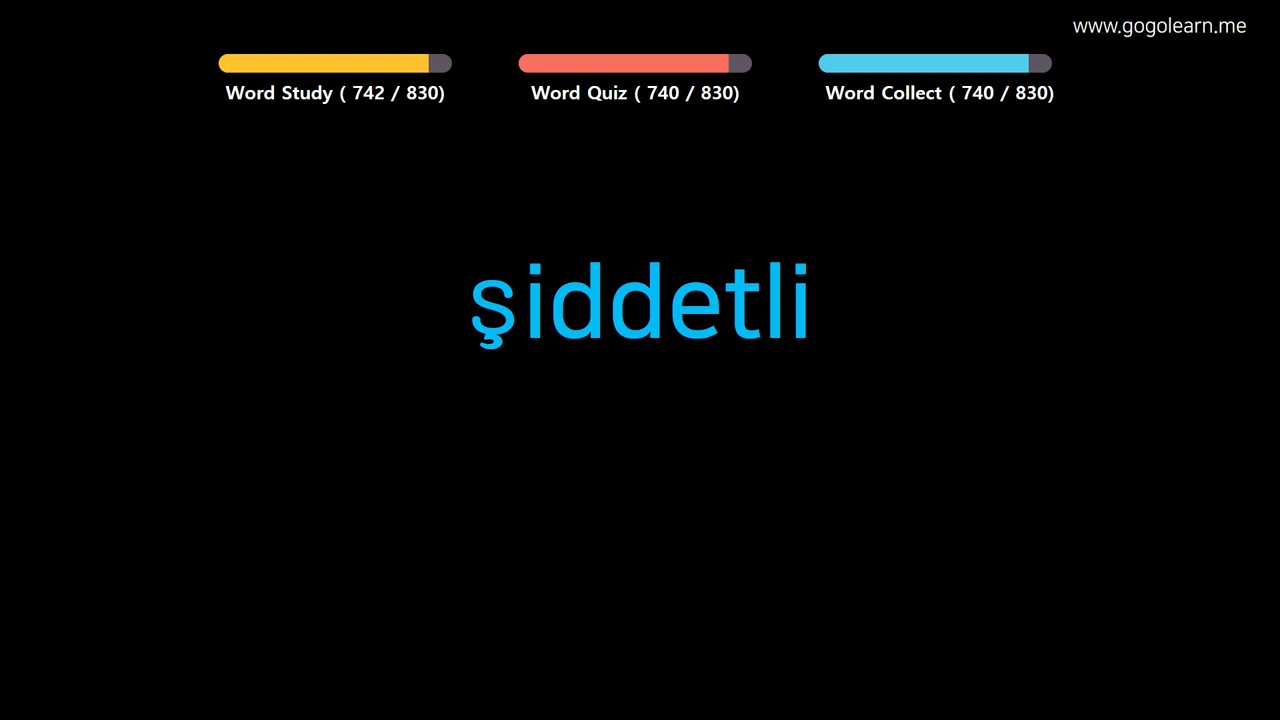 www.gogolearn.me
Word Study ( 742 / 830)
Word Quiz ( 740 / 830)
Word Collect ( 740 / 830)
şiddetli